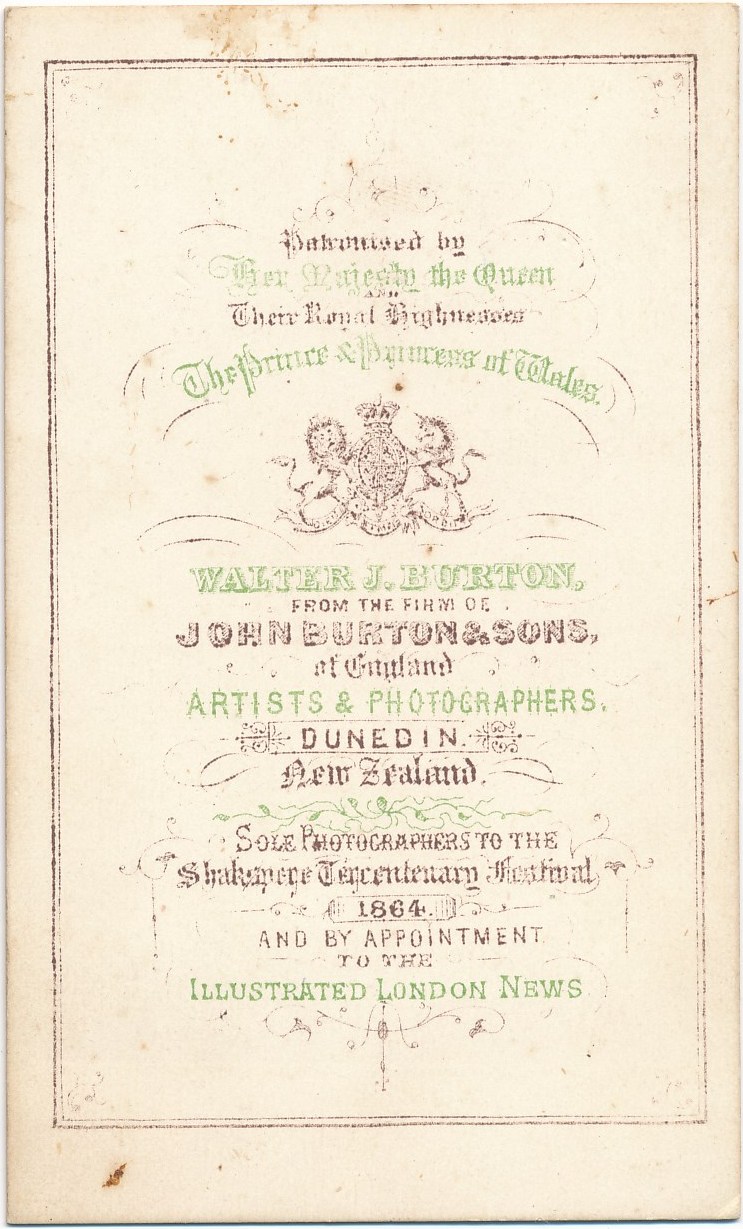 Patronised by
Her Majesty the Queen
AND
Their Royal Highnesses
The Prince & Princess of Wales.
WALTER J. BURTON,
FROM THE FIRM OF
JOHN BURTON & SONS,
of England
ARTISTS & PHOTOGRAPHERS.
DUNEDIN.
New Zealand.
SOLE PHOTOGRAPHERS TO THE
Shakspere Tercentenary Festival
1864.
AND BY APPOINTMENT
TO THE
ILLUSTRATED LONDON NEWS